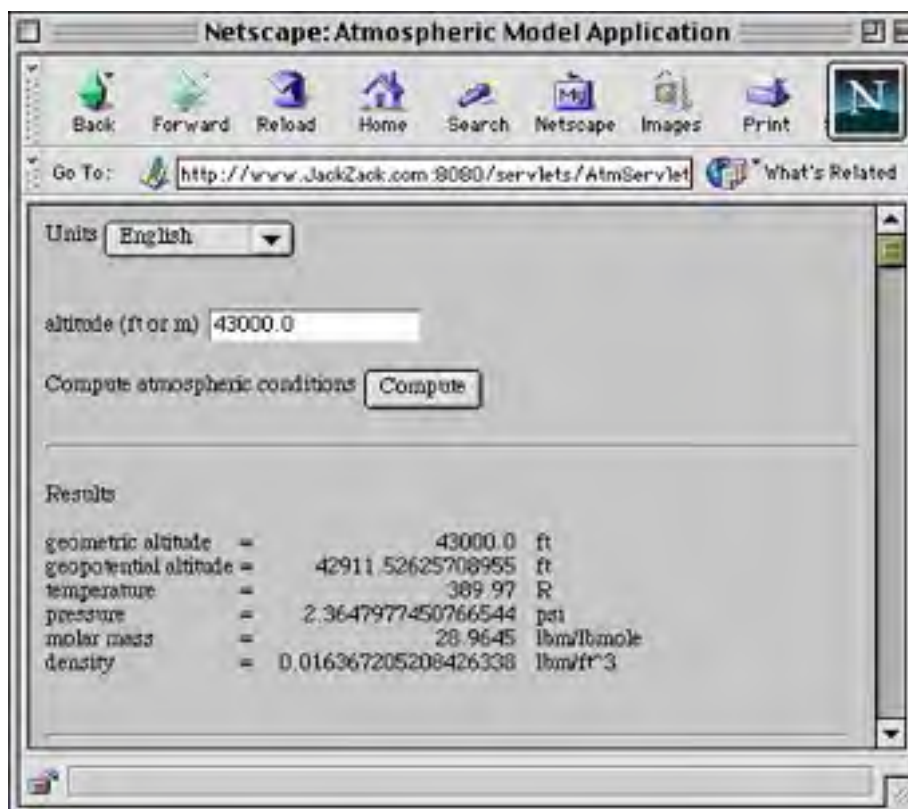 Netscape: Atmospheric Model Application
Back Forward Reload Home Search Netscape Images Print
My
N
Go To: http://www.JackZack.com:8080/servlets/AtmServlet What's Related
Units English
altitude (ft or m) 43000.0
Compute atmospheric conditions Compute
Results
geometric altitude = 43000.0 ft
geopotential altitude = 42911.52625708955 ft
temperature = 389.97 R
pressure = 2.3647977450766544 psi
molar mass = 28.9645 lbm/lbmole
density = 0.016367205208426338 lbm/ft^3